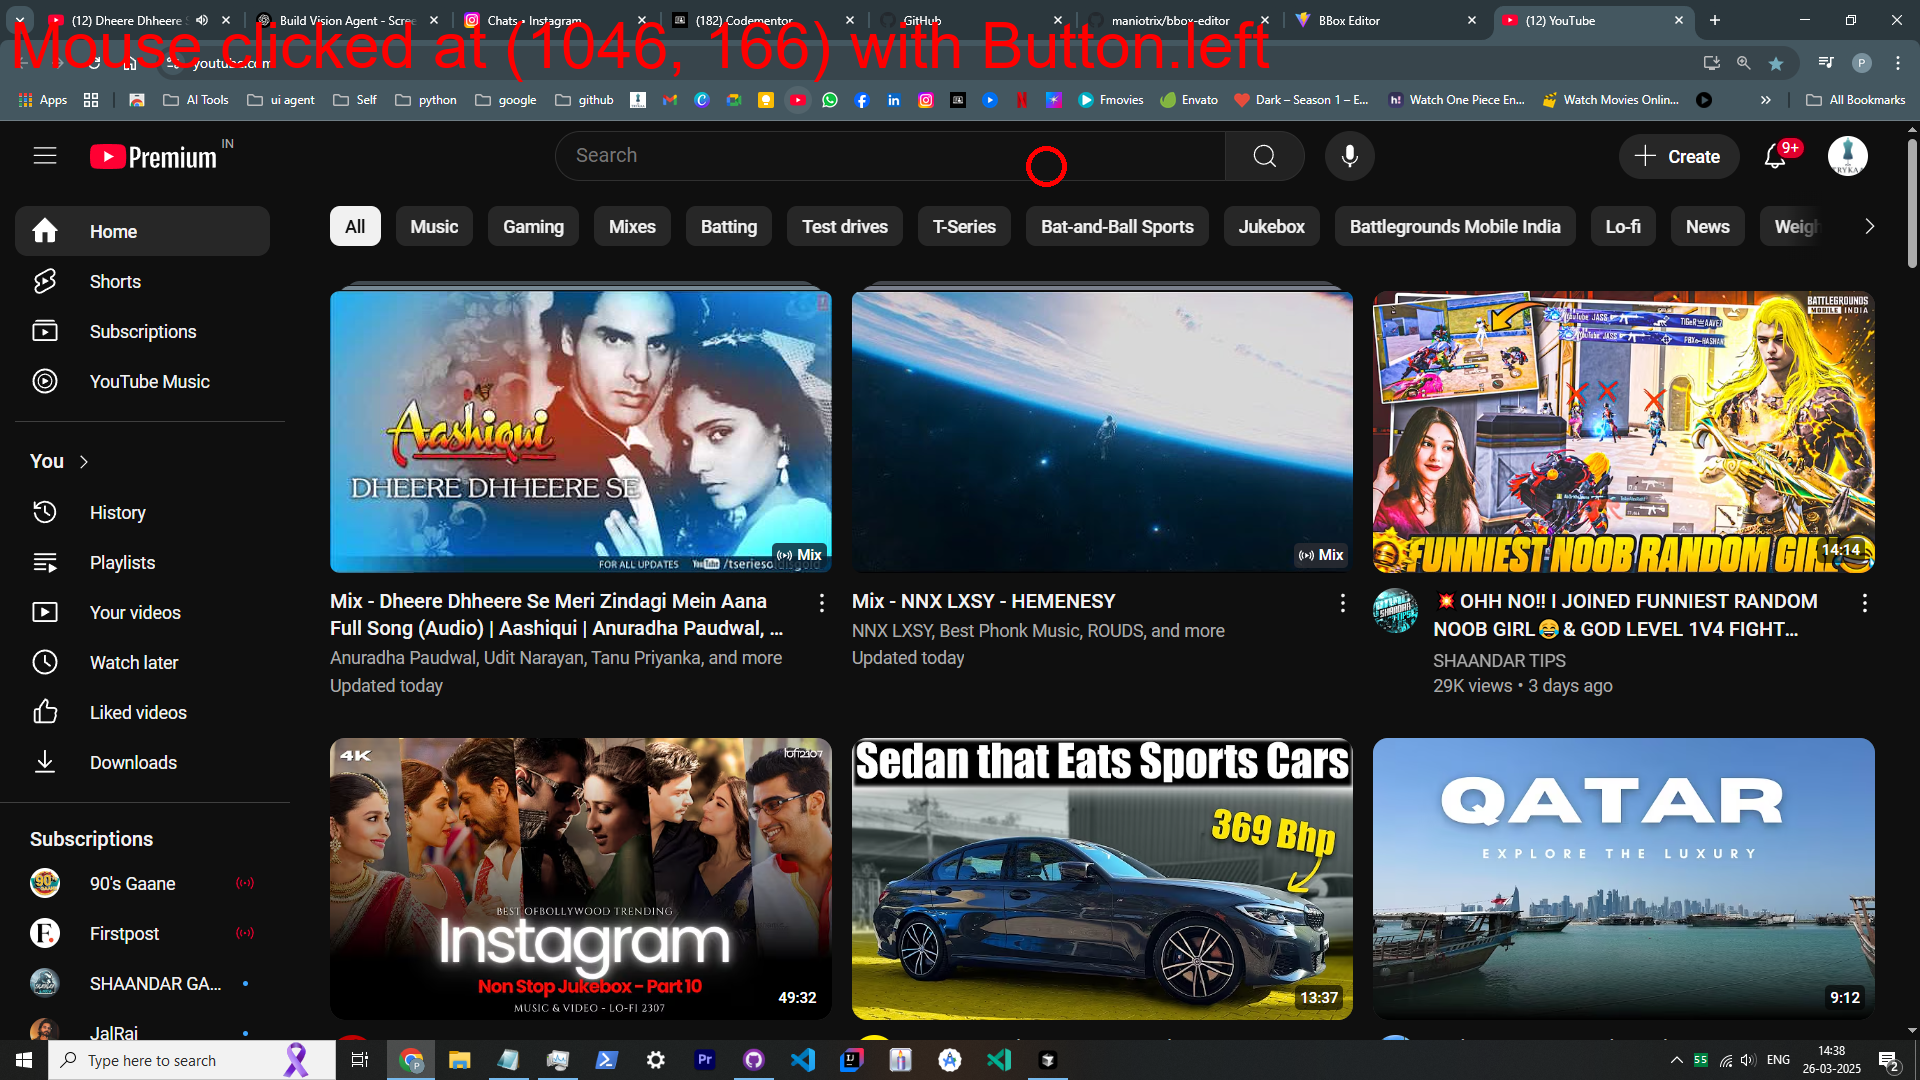 (12) Dheere Dhheere S
Build Vision Agent - Scree
Chats • Instagram
(182) Codementor
GitHub
maniotrix/bbox-editor
BBox Editor
(12) YouTube
Mouse clicked at (1046, 166) with Button.left
youtube.com
P
Apps
AI Tools
ui agent
Self
python
google
github
Fmovies
Envato
Dark – Season 1 – E...
Watch One Piece En...
Watch Movies Onlin...
All Bookmarks
Premium IN
Search
Create
9+
All
Music
Gaming
Mixes
Batting
Test drives
T-Series
Bat-and-Ball Sports
Jukebox
Battlegrounds Mobile India
Lo-fi
News
Weigh
Home
Shorts
Subscriptions
YouTube Music
You
History
Playlists
Your videos
Watch later
Liked videos
Downloads
Subscriptions
90's Gaane
Firstpost
SHAANDAR GA...
JalRaj
Aashiqui
DHEERE DHHEERE SE
FOR ALL UPDATES YouTube /tseriesoldisgold
Mix
Mix - Dheere Dhheere Se Meri Zindagi Mein Aana
Full Song (Audio) | Aashiqui | Anuradha Paudwal, ...
Anuradha Paudwal, Udit Narayan, Tanu Priyanka, and more
Updated today
Mix
Mix - NNX LXSY - HEMENESY
NNX LXSY, Best Phonk Music, ROUDS, and more
Updated today
BATTLEGROUNDS
MOBILE INDIA
FUNNIEST NOOB RANDOM GIRL
14:14
💥 OHH NO!! I JOINED FUNNIEST RANDOM
NOOB GIRL😂 & GOD LEVEL 1V4 FIGHT...
SHAANDAR TIPS
29K views • 3 days ago
4K
lofi2307
BEST OFBOLLYWOOD TRENDING
Instagram
Non Stop Jukebox - Part 10
MUSIC & VIDEO - LO-FI 2307
49:32
Sedan that Eats Sports Cars
369 Bhp
13:37
QATAR
EXPLORE THE LUXURY
9:12
Type here to search
Pr
55
ENG
14:38
26-03-2025
2